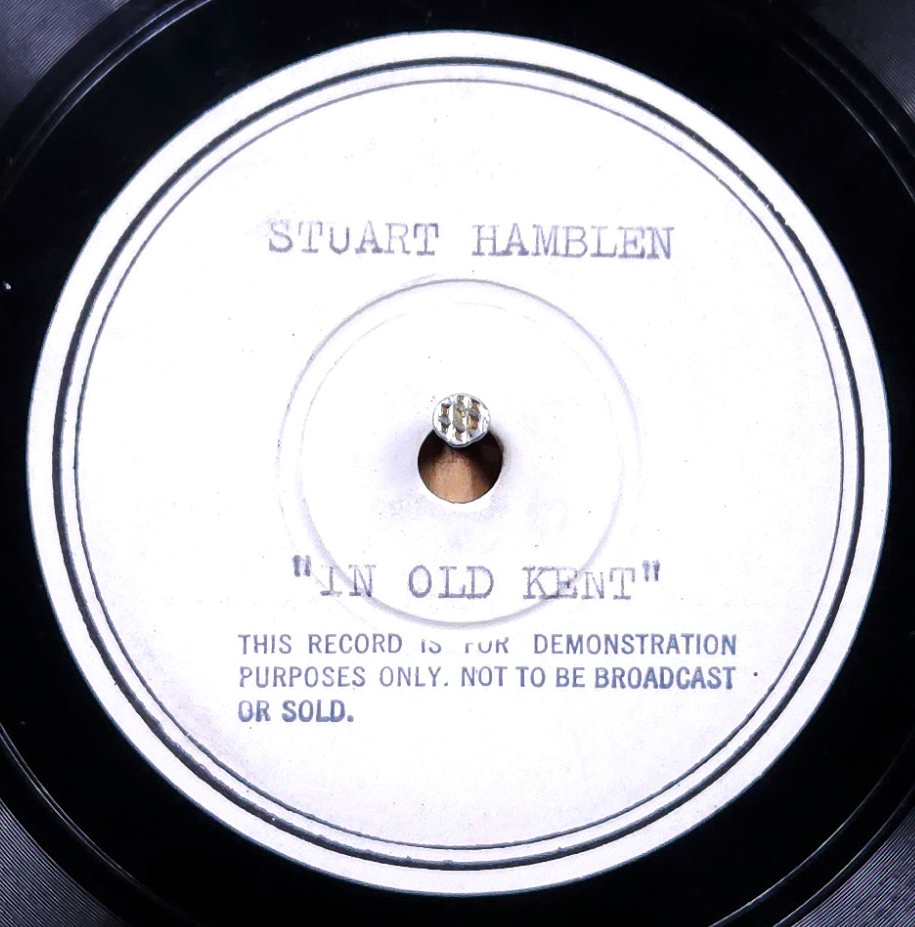 STUART HAMBLEN
"IN OLD KENT"
THIS RECORD IS FOR DEMONSTRATION
PURPOSES ONLY. NOT TO BE BROADCAST
OR SOLD.